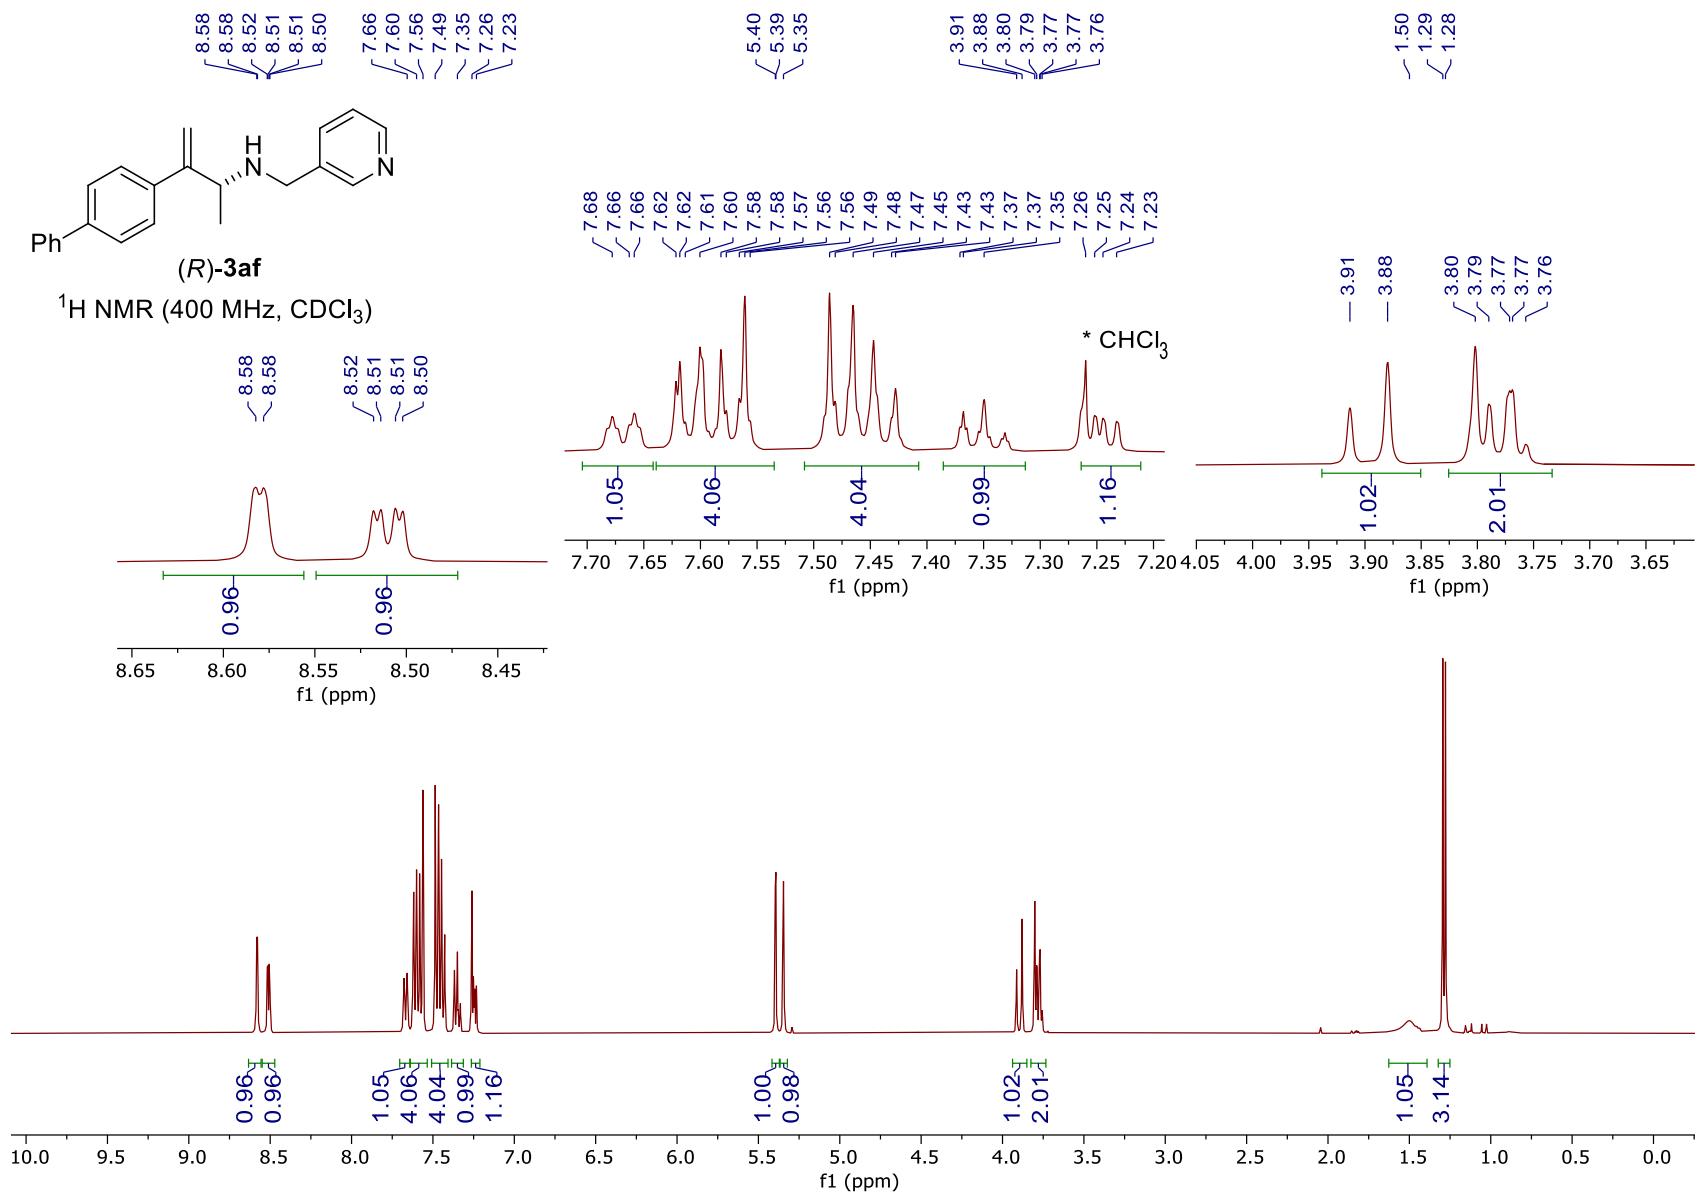 8.58 8.58 8.52 8.51 8.51 8.50 7.66 7.60 7.56 7.49 7.35 7.26 7.23 5.40 5.39 5.35 3.91 3.88 3.80 3.79 3.77 3.77 3.76 1.50 1.29 1.28
H
N
N
Ph
(R)-3af
¹H NMR (400 MHz, CDCl₃)
8.58 8.58 8.52 8.51 8.51 8.50
0.96 0.96
8.65 8.60 8.55 8.50 8.45
f1 (ppm)
7.68 7.66 7.66 7.62 7.62 7.61 7.60 7.58 7.58 7.57 7.56 7.56 7.49 7.48 7.47 7.45 7.43 7.43 7.37 7.37 7.35 7.26 7.25 7.24 7.23
* CHCl₃
1.05 4.06 4.04 0.99 1.16
7.70 7.65 7.60 7.55 7.50 7.45 7.40 7.35 7.30 7.25 7.20
f1 (ppm)
3.91 3.88 3.80 3.79 3.77 3.77 3.76
1.02 2.01
4.05 4.00 3.95 3.90 3.85 3.80 3.75 3.70 3.65
f1 (ppm)
0.96 0.96 1.05 4.06 4.04 0.99 1.16 1.00 0.98 1.02 2.01 1.05 3.14
10.0 9.5 9.0 8.5 8.0 7.5 7.0 6.5 6.0 5.5 5.0 4.5 4.0 3.5 3.0 2.5 2.0 1.5 1.0 0.5 0.0
f1 (ppm)